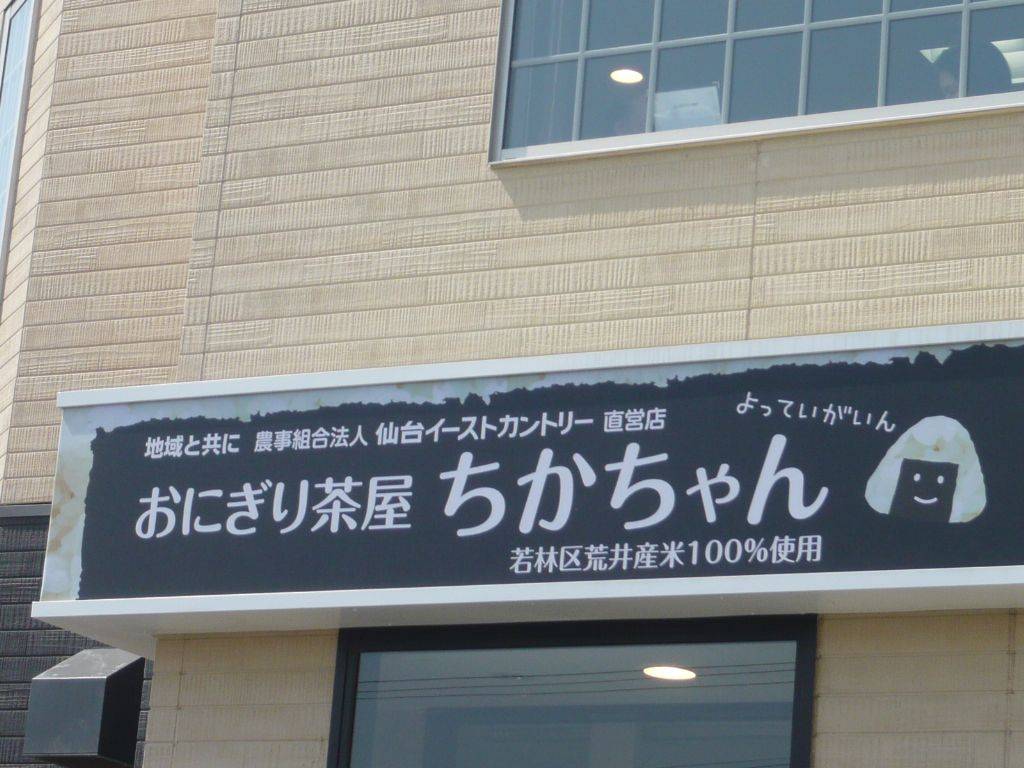 地域と共に 農事組合法人 仙台イーストカントリー 直営店
よっていがいん
おにぎり茶屋 ちかちゃん
若林区荒井産米100%使用